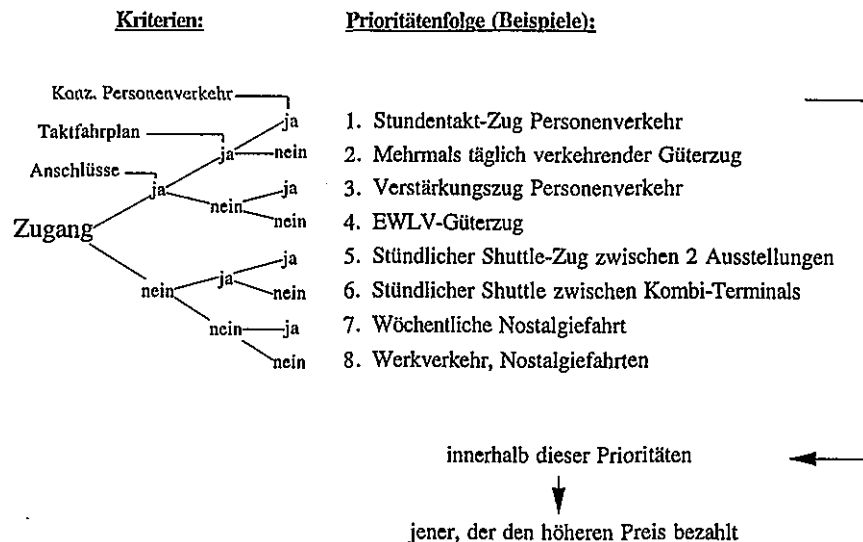 Kriterien:
Prioritätenfolge (Beispiele):
Konz. Personenverkehr
ja
1. Stundentakt-Zug Personenverkehr
Taktfahrplan
ja
nein
2. Mehrmals täglich verkehrender Güterzug
Anschlüsse
ja
ja
3. Verstärkungszug Personenverkehr
nein
nein
4. EWLV-Güterzug
Zugang
ja
5. Stündlicher Shuttle-Zug zwischen 2 Ausstellungen
nein
ja
nein
6. Stündlicher Shuttle zwischen Kombi-Terminals
nein
ja
7. Wöchentliche Nostalgiefahrt
nein
8. Werkverkehr, Nostalgiefahrten
innerhalb dieser Prioritäten
jener, der den höheren Preis bezahlt